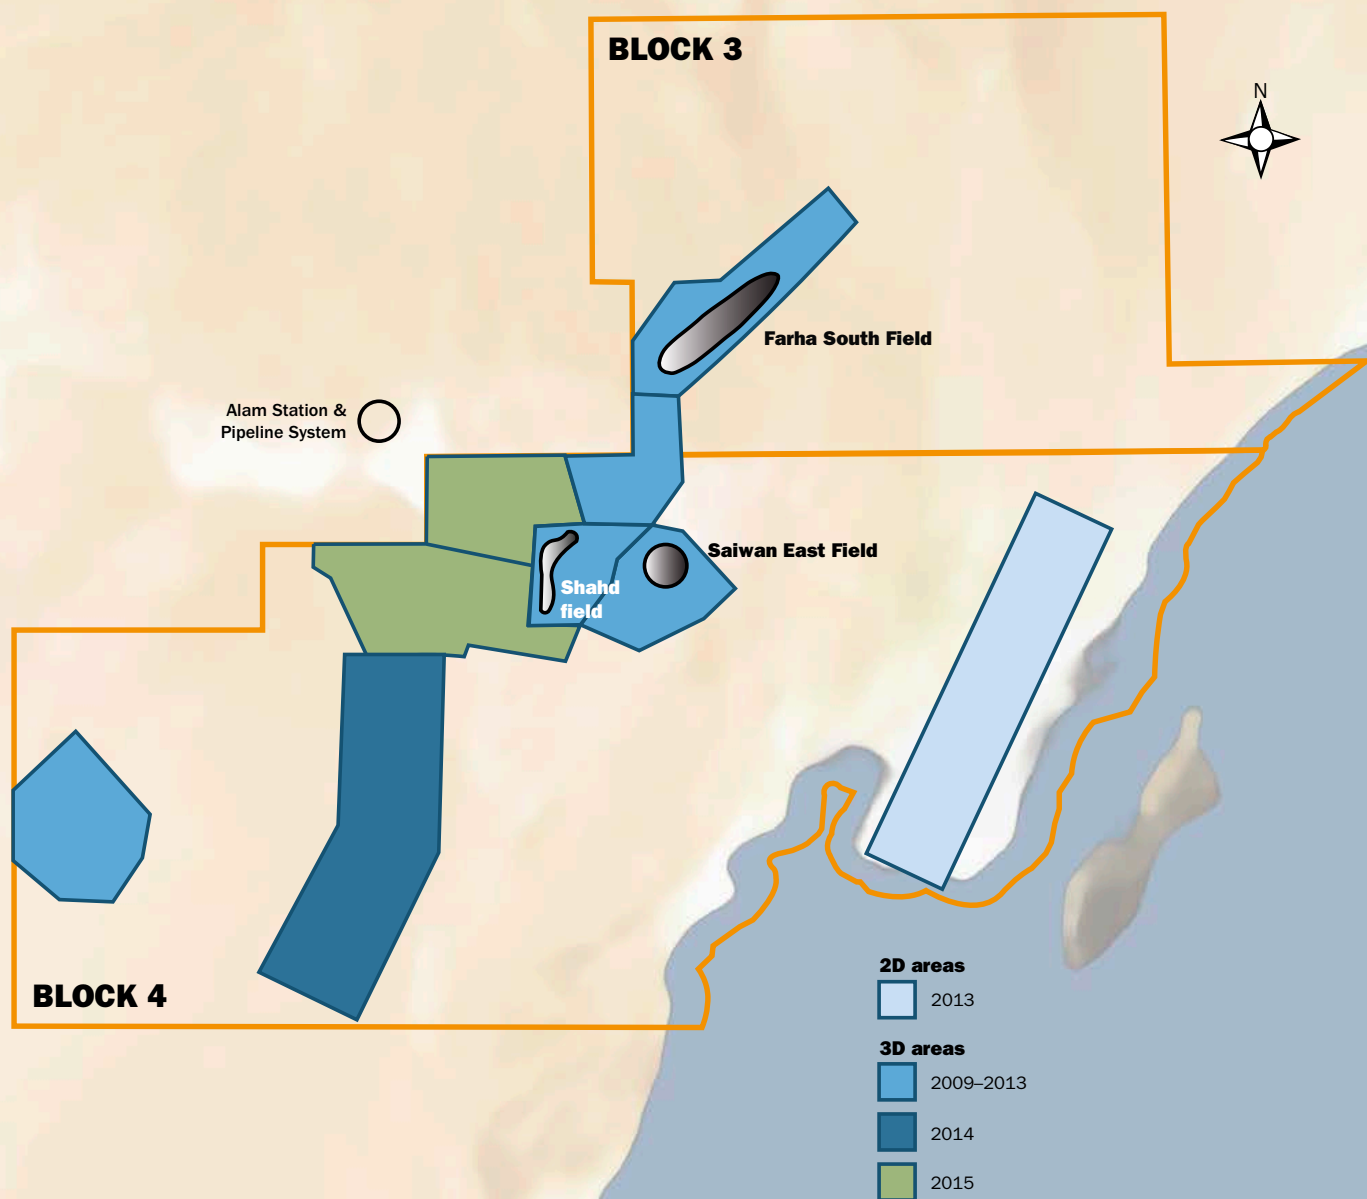 BLOCK 3
N
Farha South Field
Alam Station &
Pipeline System
Saiwan East Field
Shahd
field
BLOCK 4
2D areas
2013
3D areas
2009–2013
2014
2015